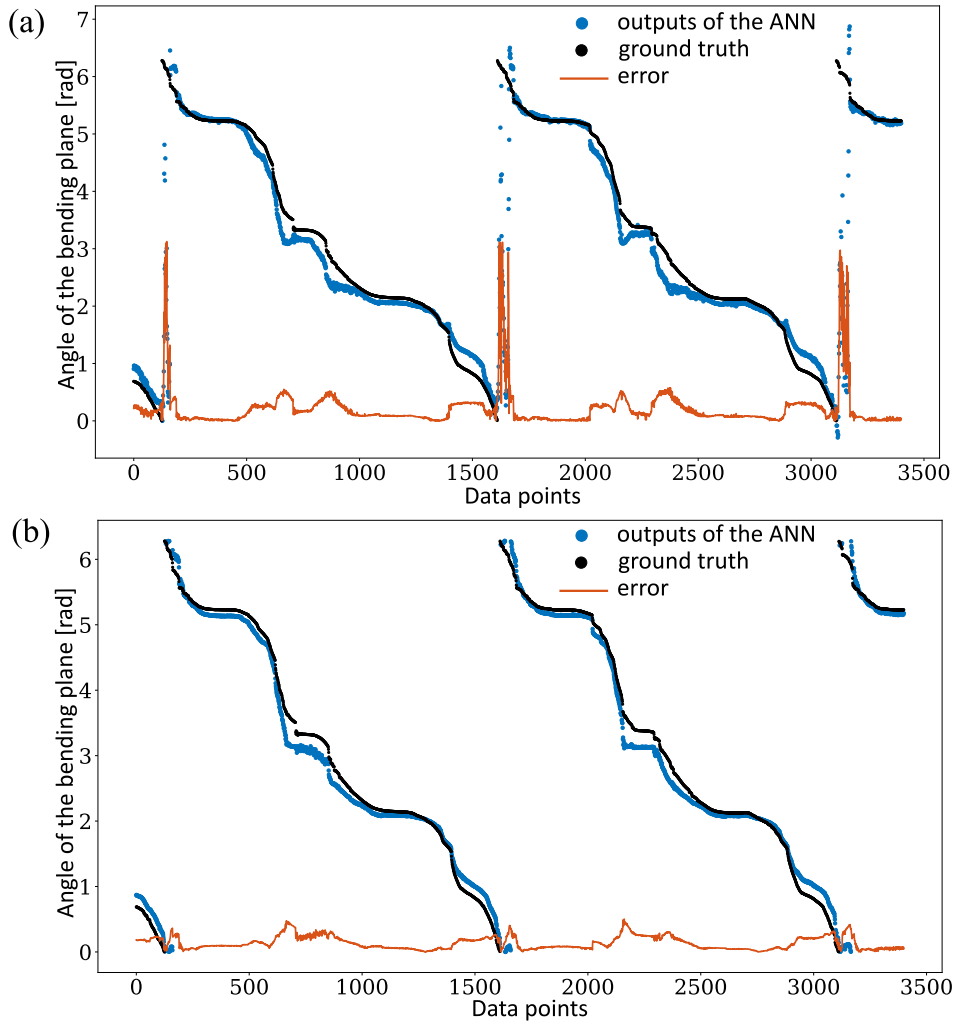 (a)
7
6
5
4
3
2
1
0
Angle of the bending plane [rad]
outputs of the ANN
ground truth
error
0 500 1000 1500 2000 2500 3000 3500
Data points
(b)
6
5
4
3
2
1
0
Angle of the bending plane [rad]
outputs of the ANN
ground truth
error
0 500 1000 1500 2000 2500 3000 3500
Data points